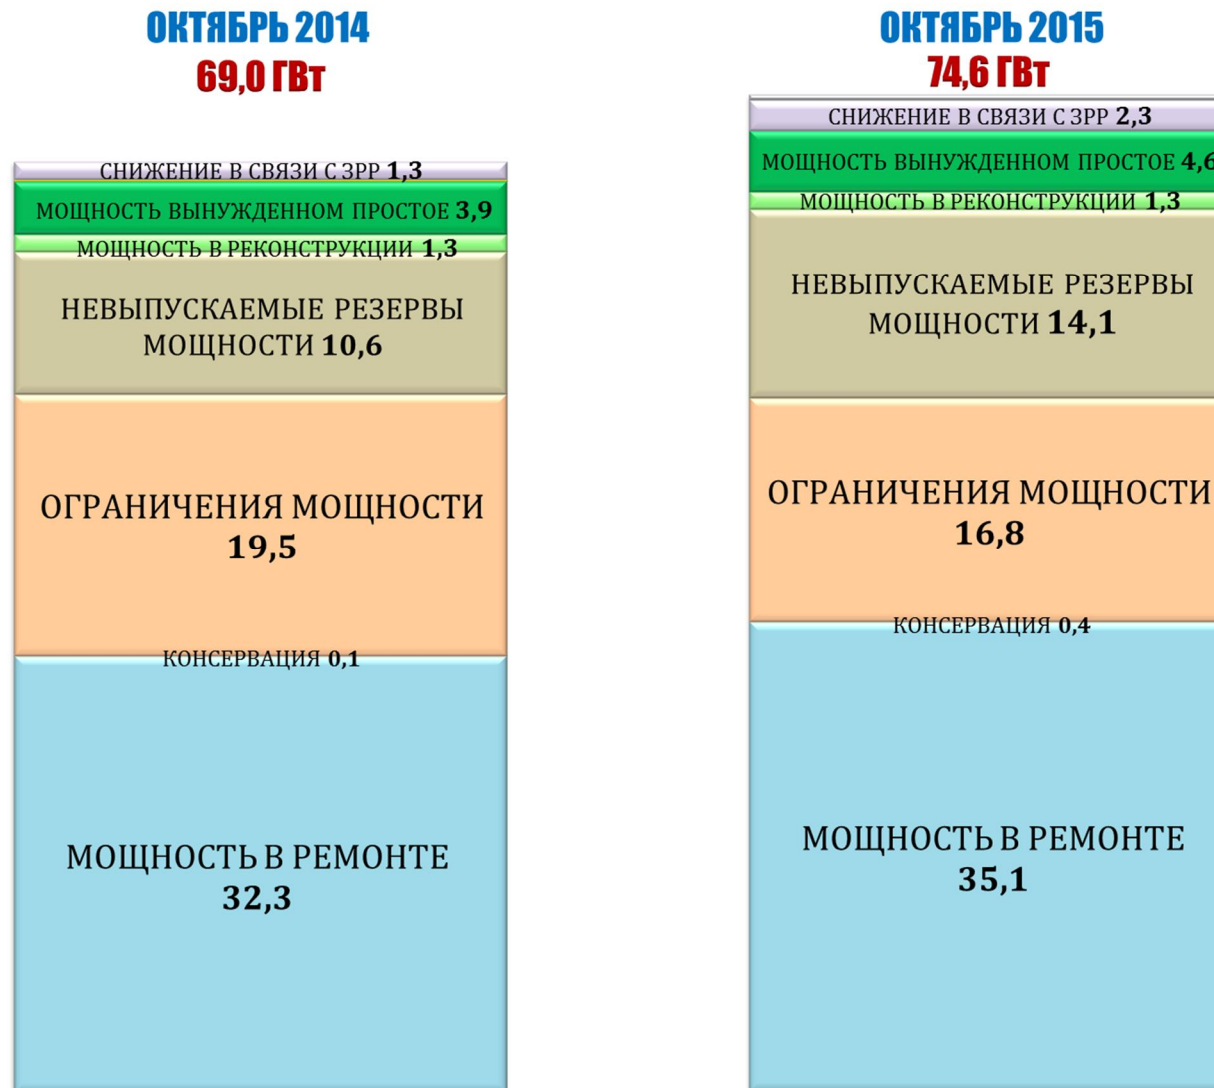 ОКТЯБРЬ 2014
69,0 ГВт
СНИЖЕНИЕ В СВЯЗИ С ЗРР 1,3
МОЩНОСТЬ ВЫНУЖДЕННОМ ПРОСТОЕ 3,9
МОЩНОСТЬ В РЕКОНСТРУКЦИИ 1,3
НЕВЫПУСКАЕМЫЕ РЕЗЕРВЫ
МОЩНОСТИ 10,6
ОГРАНИЧЕНИЯ МОЩНОСТИ
19,5
КОНСЕРВАЦИЯ 0,1
МОЩНОСТЬ В РЕМОНТЕ
32,3
ОКТЯБРЬ 2015
74,6 ГВт
СНИЖЕНИЕ В СВЯЗИ С ЗРР 2,3
МОЩНОСТЬ ВЫНУЖДЕННОМ ПРОСТОЕ 4,6
МОЩНОСТЬ В РЕКОНСТРУКЦИИ 1,3
НЕВЫПУСКАЕМЫЕ РЕЗЕРВЫ
МОЩНОСТИ 14,1
ОГРАНИЧЕНИЯ МОЩНОСТИ
16,8
КОНСЕРВАЦИЯ 0,4
МОЩНОСТЬ В РЕМОНТЕ
35,1